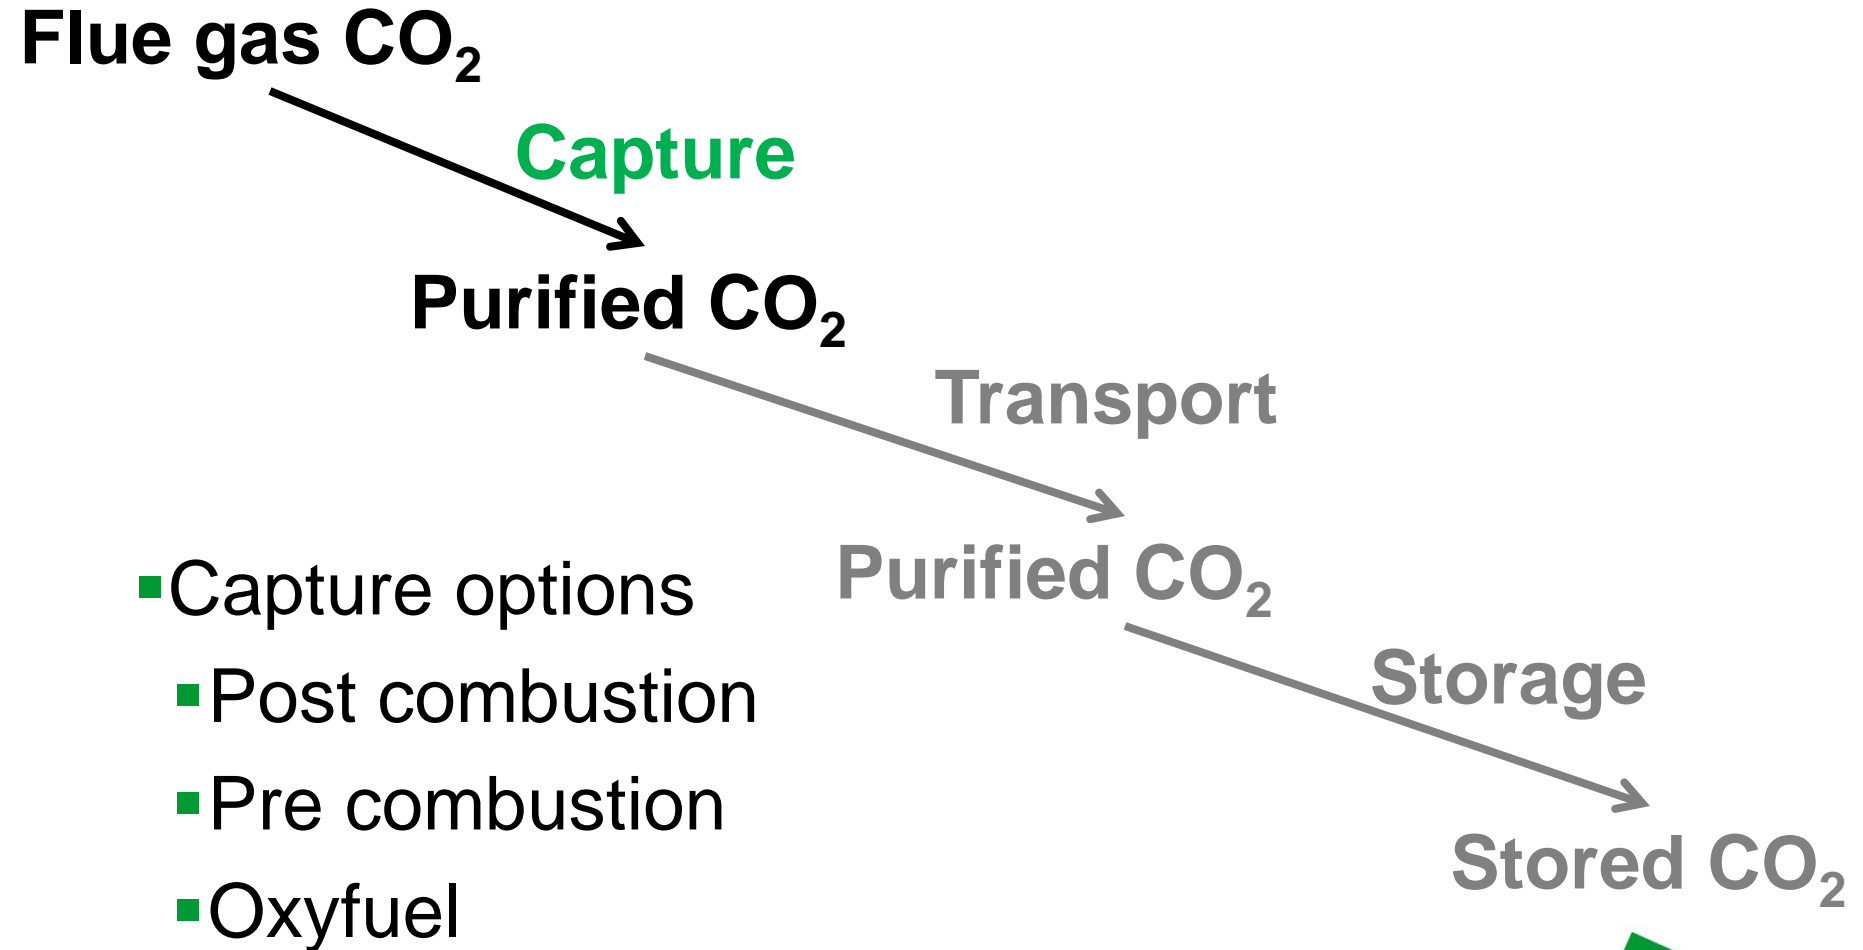 Flue gas CO₂
Capture
Purified CO₂
Transport
Purified CO₂
Storage
Stored CO₂
▪Capture options
▪Post combustion
▪Pre combustion
▪Oxyfuel